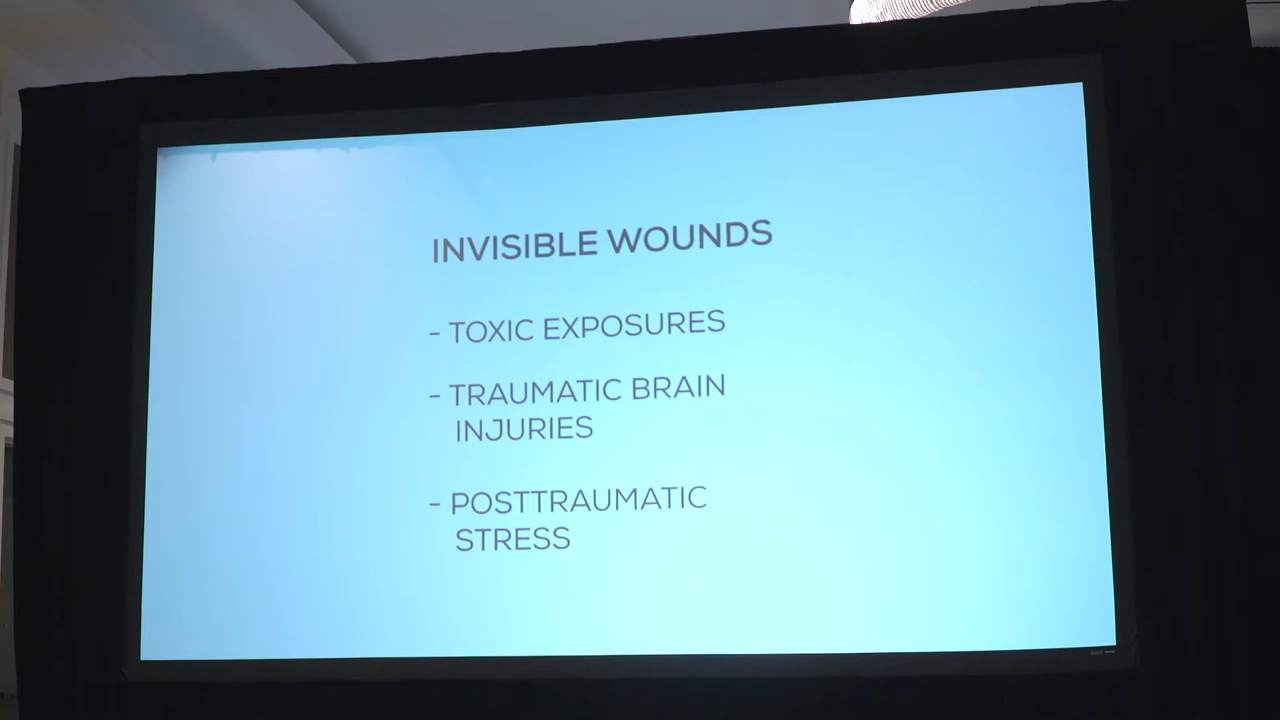 INVISIBLE WOUNDS
- TOXIC EXPOSURES
- TRAUMATIC BRAIN
INJURIES
- POSTTRAUMATIC
STRESS